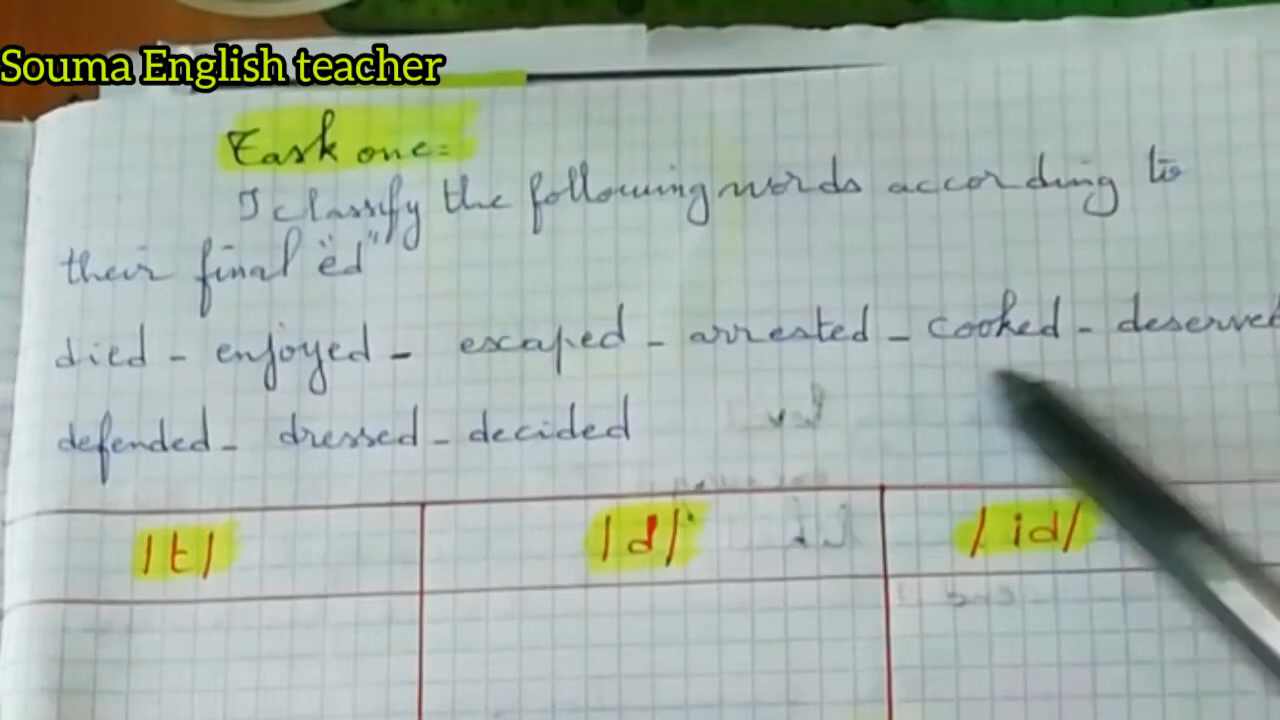 Souma English teacher
Task one:
I classify the following words according to
their final "ed"
died - enjoyed - escaped - arrested - cooked - deserved
defended - dressed - decided
/t/ /d/ /id/